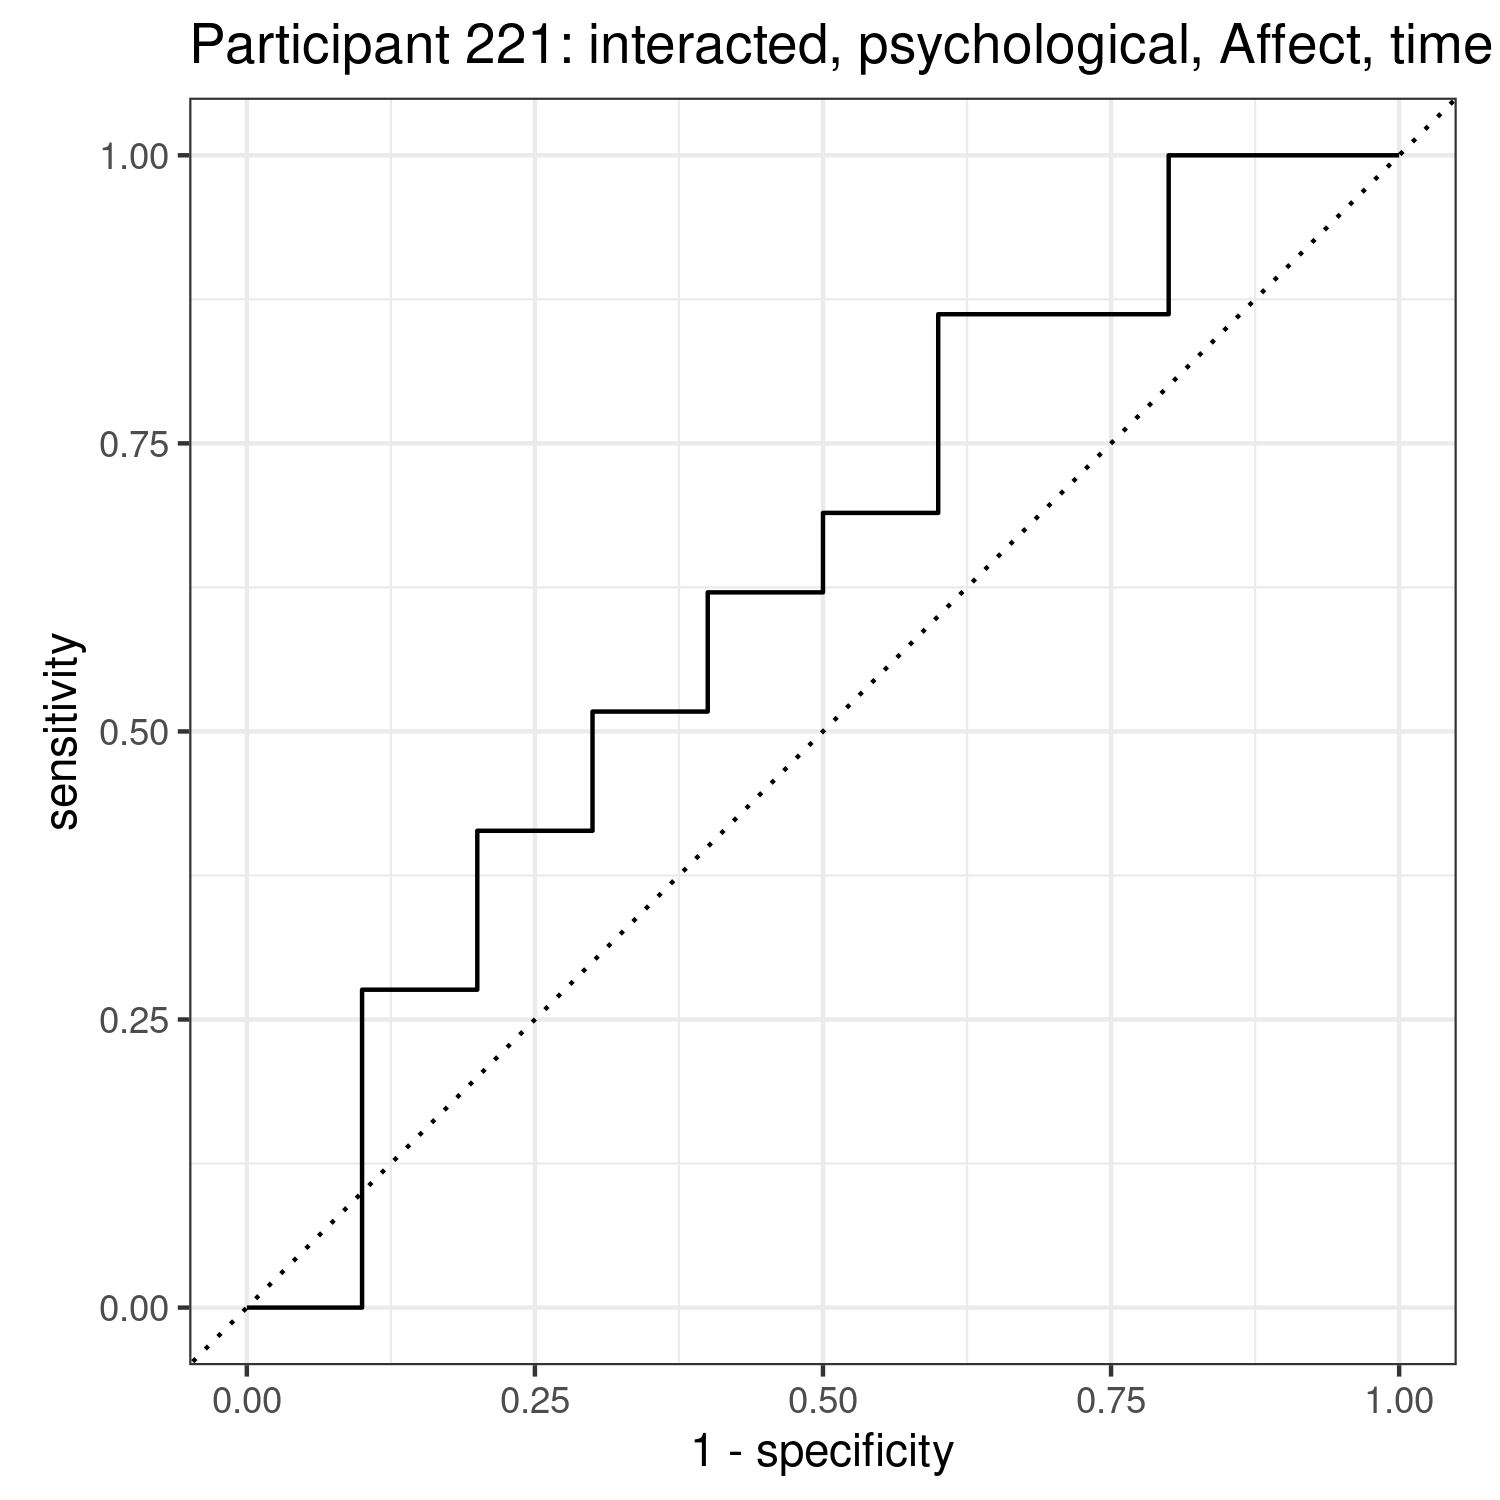 Participant 221: interacted, psychological, Affect, time
sensitivity
1.00
0.75
0.50
0.25
0.00
0.00 0.25 0.50 0.75 1.00
1 - specificity